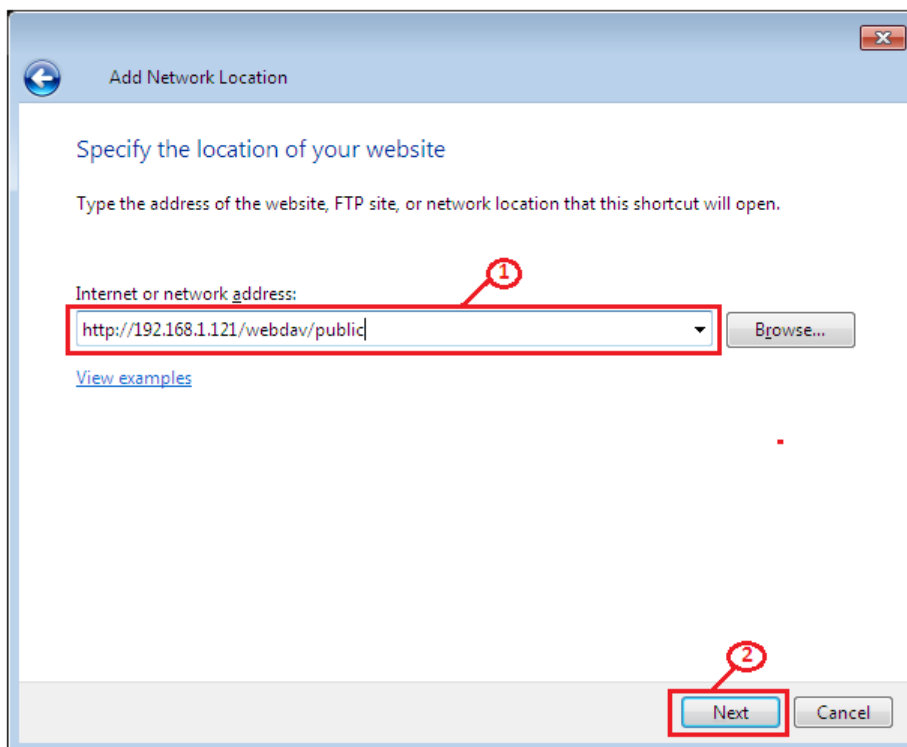 Add Network Location
Specify the location of your website
Type the address of the website, FTP site, or network location that this shortcut will open.
1
Internet or network address:
http://192.168.1.121/webdav/public
Browse...
View examples
2
Next
Cancel